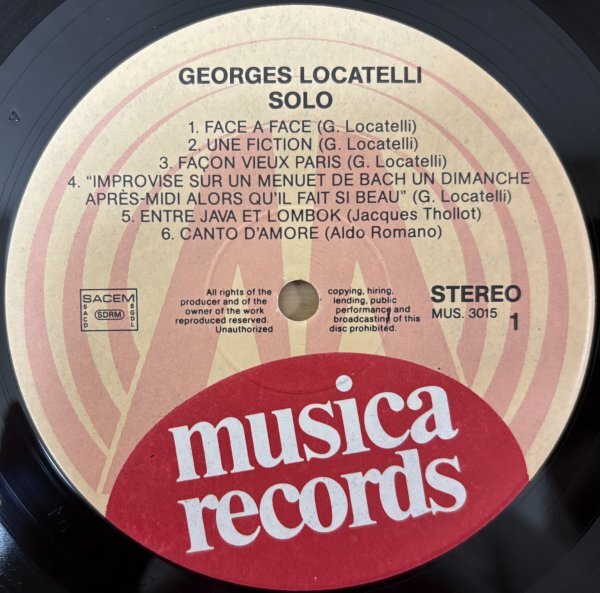 GEORGES LOCATELLI
SOLO
1. FACE A FACE (G. Locatelli)
2. UNE FICTION (G. Locatelli)
3. FAÇON VIEUX PARIS (G. Locatelli)
4. “IMPROVISE SUR UN MENUET DE BACH UN DIMANCHE
APRÈS-MIDI ALORS QU'IL FAIT SI BEAU” (G. Locatelli)
5. ENTRE JAVA ET LOMBOK (Jacques Thollot)
6. CANTO D'AMORE (Aldo Romano)
SACEM
SACD
SDRM
SGDL
All rights of the
producer and of the
owner of the work
reproduced reserved.
Unauthorized
copying, hiring,
lending, public
performance and
broadcasting of this
disc prohibited.
STEREO
MUS. 3015
1
musica
records